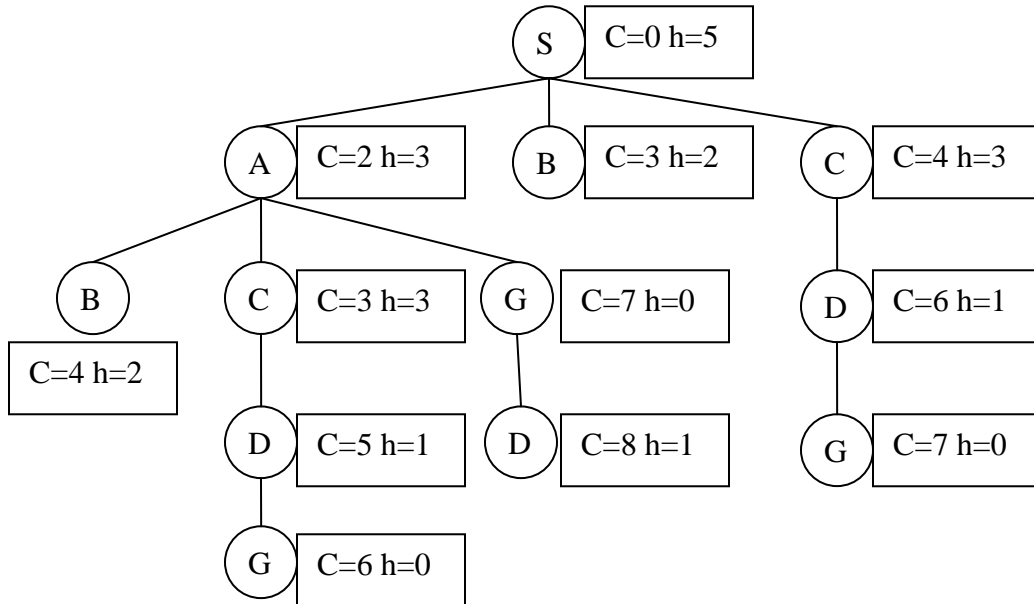 S
C=0 h=5
A
C=2 h=3
B
C=3 h=2
C
C=4 h=3
B
C=4 h=2
C
C=3 h=3
G
C=7 h=0
D
C=6 h=1
D
C=5 h=1
D
C=8 h=1
G
C=7 h=0
G
C=6 h=0